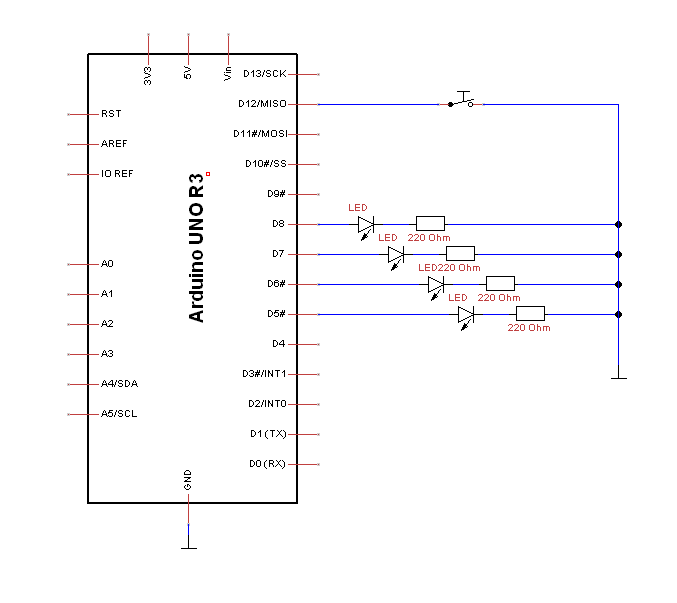 3V3
5V
Vin
D13/SCK
D12/MISO
RST
D11#/MOSI
AREF
D10#/SS
IO REF
D9#
Arduino UNO R3
LED
D8
220 Ohm
LED
D7
220 Ohm
A0
LED
D6#
220 Ohm
A1
LED
D5#
220 Ohm
A2
D4
A3
D3#/INT1
A4/SDA
D2/INT0
A5/SCL
D1(TX)
D0(RX)
GND